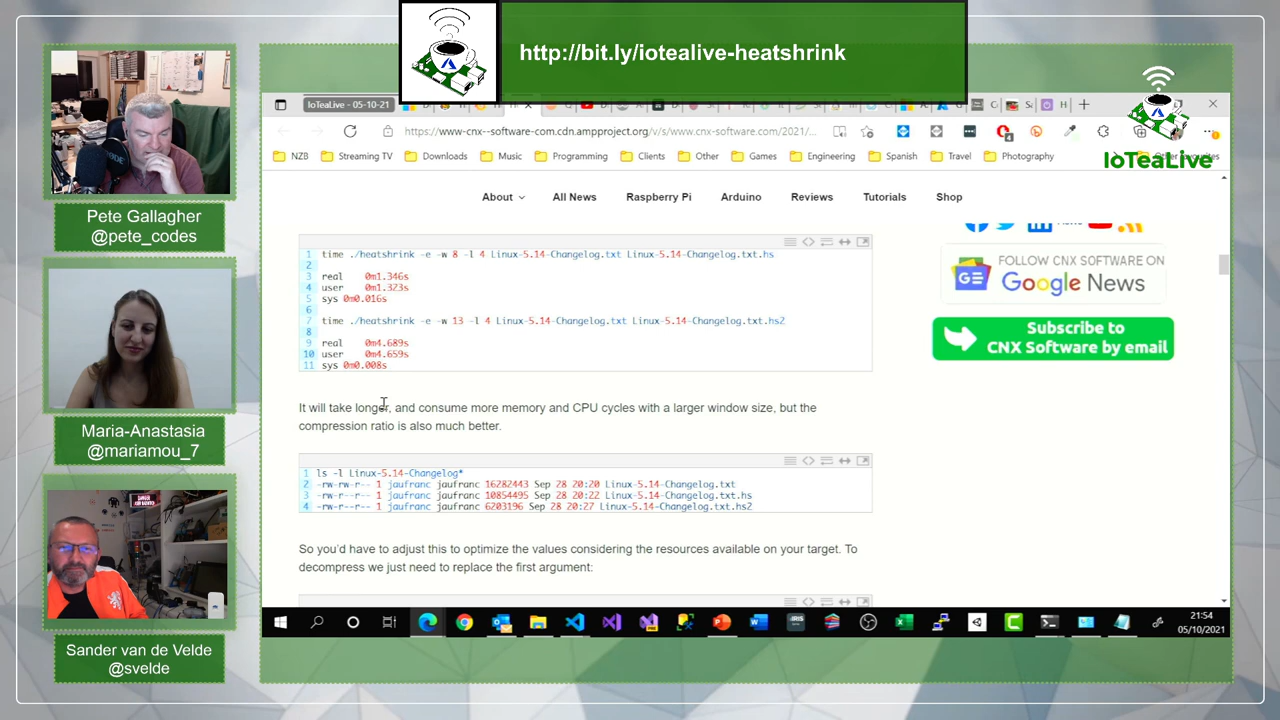 http://bit.ly/iotealive-heatshrink
IoTeaLive
Pete Gallagher
@pete_codes
Maria-Anastasia
@mariamou_7
Sander van de Velde
@svelde
IoTeaLive - 05-10-21
https://www-cnx--software-com.cdn.ampproject.org/v/s/www.cnx-software.com/2021/...
NZB Streaming TV Downloads Music Programming Clients Other Games Engineering Spanish Travel Photography
About All News Raspberry Pi Arduino Reviews Tutorials Shop
1 time ./heatshrink -e -w 8 -l 4 Linux-5.14-Changelog.txt Linux-5.14-Changelog.txt.hs
2
3 real 0m1.346s
4 user 0m1.323s
5 sys 0m0.016s
6
7 time ./heatshrink -e -w 13 -l 4 Linux-5.14-Changelog.txt Linux-5.14-Changelog.txt.hs2
8
9 real 0m4.689s
10 user 0m4.659s
11 sys 0m0.008s
It will take longer, and consume more memory and CPU cycles with a larger window size, but the
compression ratio is also much better.
1 ls -l Linux-5.14-Changelog*
2 -rw-rw-r-- 1 jaufranc jaufranc 16282443 Sep 28 20:20 Linux-5.14-Changelog.txt
3 -rw-r--r-- 1 jaufranc jaufranc 10854495 Sep 28 20:22 Linux-5.14-Changelog.txt.hs
4 -rw-r--r-- 1 jaufranc jaufranc 6203196 Sep 28 20:27 Linux-5.14-Changelog.txt.hs2
So you'd have to adjust this to optimize the values considering the resources available on your target. To
decompress we just need to replace the first argument:
FOLLOW CNX SOFTWARE ON
Google News
Subscribe to
CNX Software by email
21:54
05/10/2021